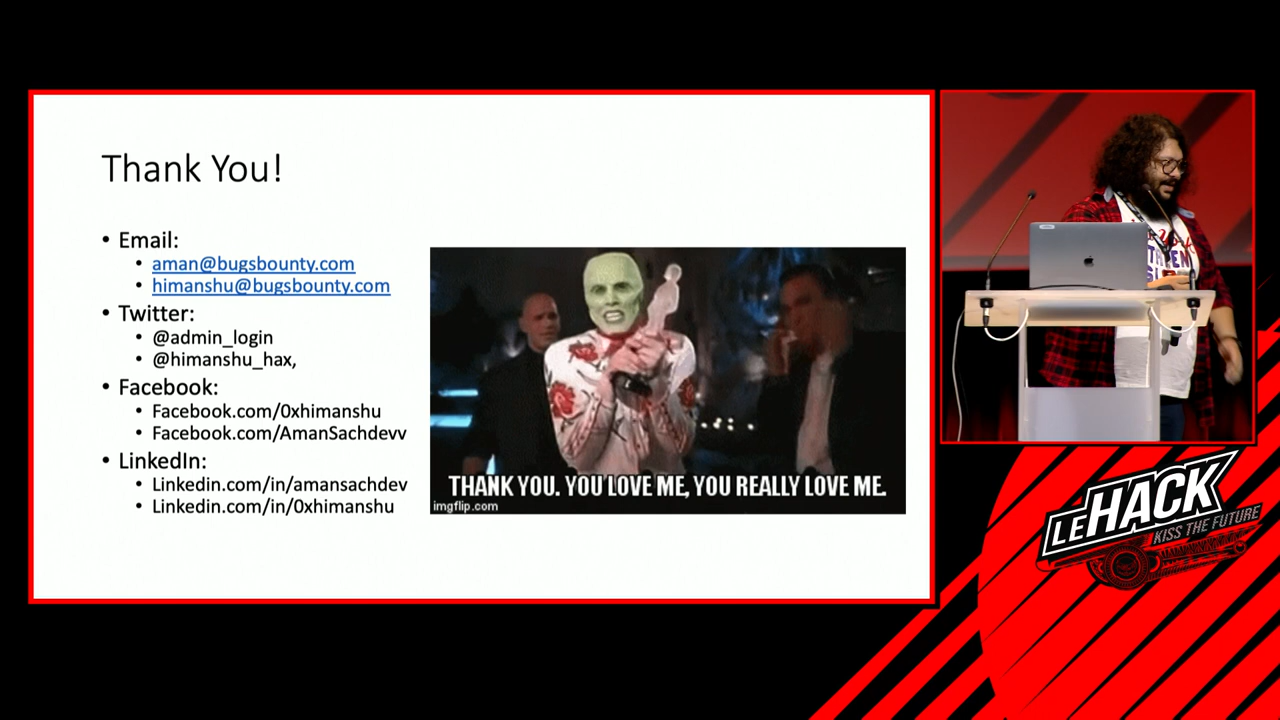 Thank You!
• Email:
• aman@bugsbounty.com
• himanshu@bugsbounty.com
• Twitter:
• @admin_login
• @himanshu_hax,
• Facebook:
• Facebook.com/0xhimanshu
• Facebook.com/AmanSachdevv
• LinkedIn:
• Linkedin.com/in/amansachdev
• Linkedin.com/in/0xhimanshu
THANK YOU. YOU LOVE ME, YOU REALLY LOVE ME.
imgflip.com
LEHACK
KISS THE FUTURE